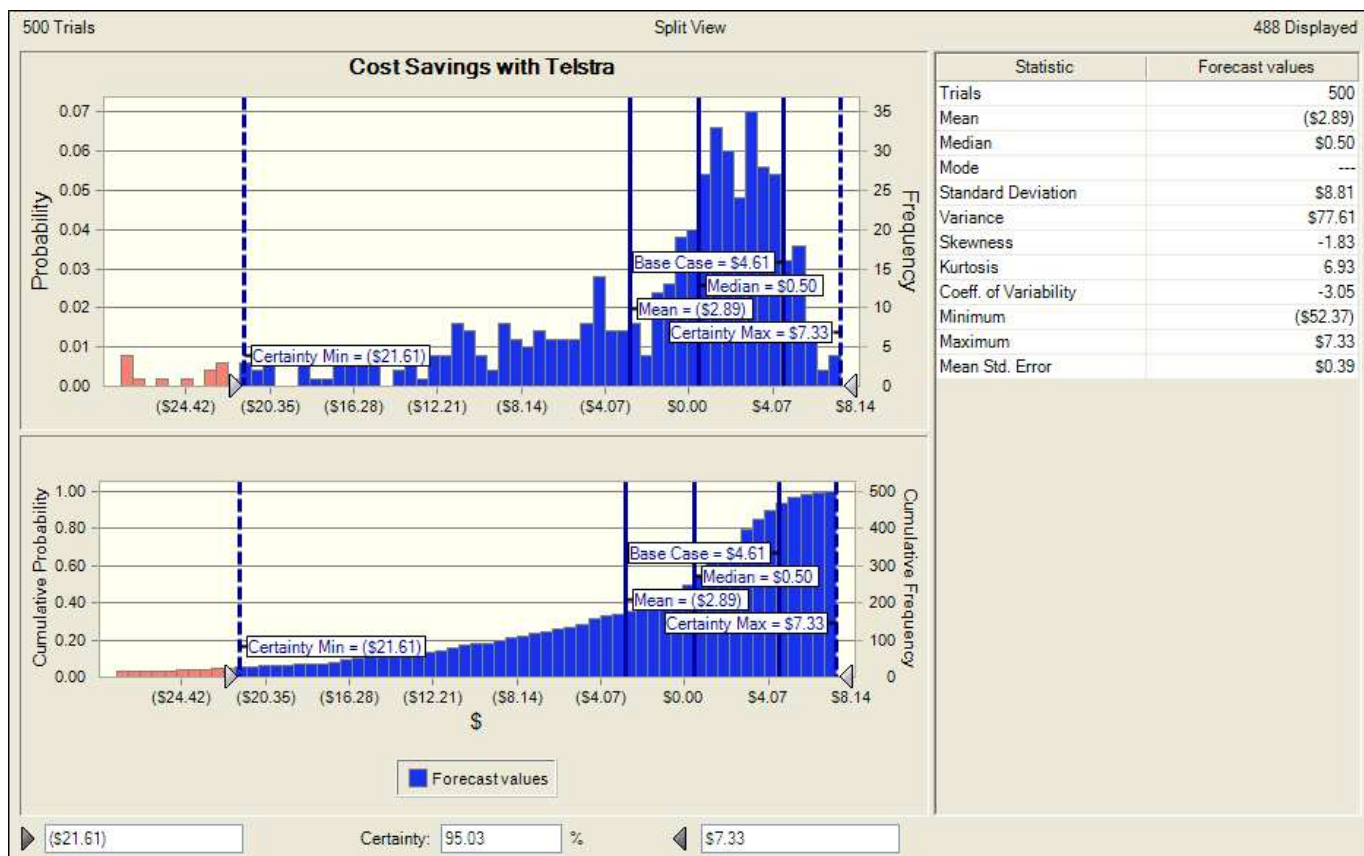 500 Trials Split View 488 Displayed
Cost Savings with Telstra
0.07
0.06
0.05
0.04
0.03
0.02
0.01
0.00
Probability
35
30
25
20
15
10
5
0
Frequency
Base Case = $4.61
Median = $0.50
Mean = ($2.89)
Certainty Max = $7.33
Certainty Min = ($21.61)
($24.42) ($20.35) ($16.28) ($12.21) ($8.14) ($4.07) $0.00 $4.07 $8.14
1.00
0.80
0.60
0.40
0.20
0.00
Cumulative Probability
500
400
300
200
100
0
Cumulative Frequency
Base Case = $4.61
Median = $0.50
Mean = ($2.89)
Certainty Max = $7.33
Certainty Min = ($21.61)
($24.42) ($20.35) ($16.28) ($12.21) ($8.14) ($4.07) $0.00 $4.07 $8.14
$
Forecast values
Statistic Forecast values
Trials 500
Mean ($2.89)
Median $0.50
Mode ---
Standard Deviation $8.81
Variance $77.61
Skewness -1.83
Kurtosis 6.93
Coeff. of Variability -3.05
Minimum ($52.37)
Maximum $7.33
Mean Std. Error $0.39
($21.61) Certainty: 95.03 % $7.33